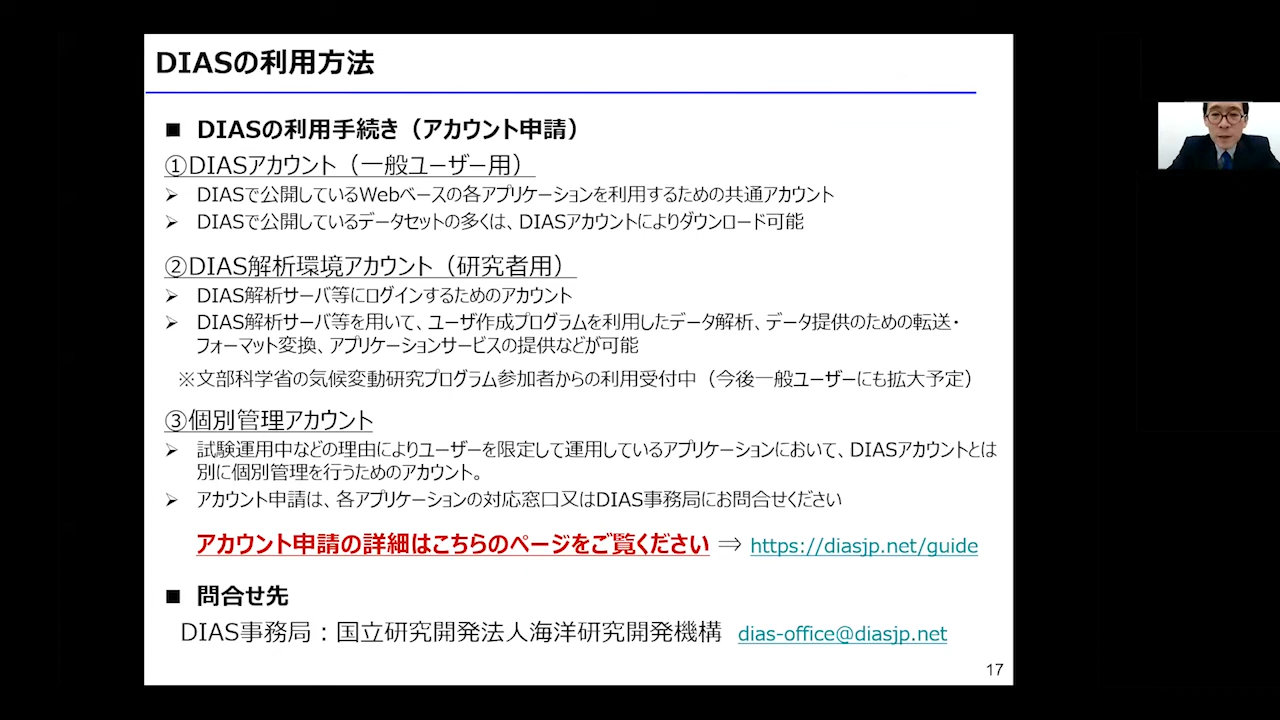 DIASの利用方法
■ DIASの利用手続き（アカウント申請）
①DIASアカウント（一般ユーザー用）
➢ DIASで公開しているWebベースの各アプリケーションを利用するための共通アカウント
➢ DIASで公開しているデータセットの多くは、DIASアカウントによりダウンロード可能
②DIAS解析環境アカウント（研究者用）
➢ DIAS解析サーバ等にログインするためのアカウント
➢ DIAS解析サーバ等を用いて、ユーザ作成プログラムを利用したデータ解析、データ提供のための転送・
フォーマット変換、アプリケーションサービスの提供などが可能
※文部科学省の気候変動研究プログラム参加者からの利用受付中（今後一般ユーザーにも拡大予定）
③個別管理アカウント
➢ 試験運用中などの理由によりユーザーを限定して運用しているアプリケーションにおいて、DIASアカウントとは
別に個別管理を行うためのアカウント。
➢ アカウント申請は、各アプリケーションの対応窓口又はDIAS事務局にお問合せください
アカウント申請の詳細はこちらのページをご覧ください ⇒ https://diasjp.net/guide
■ 問合せ先
DIAS事務局：国立研究開発法人海洋研究開発機構 dias-office@diasjp.net
17